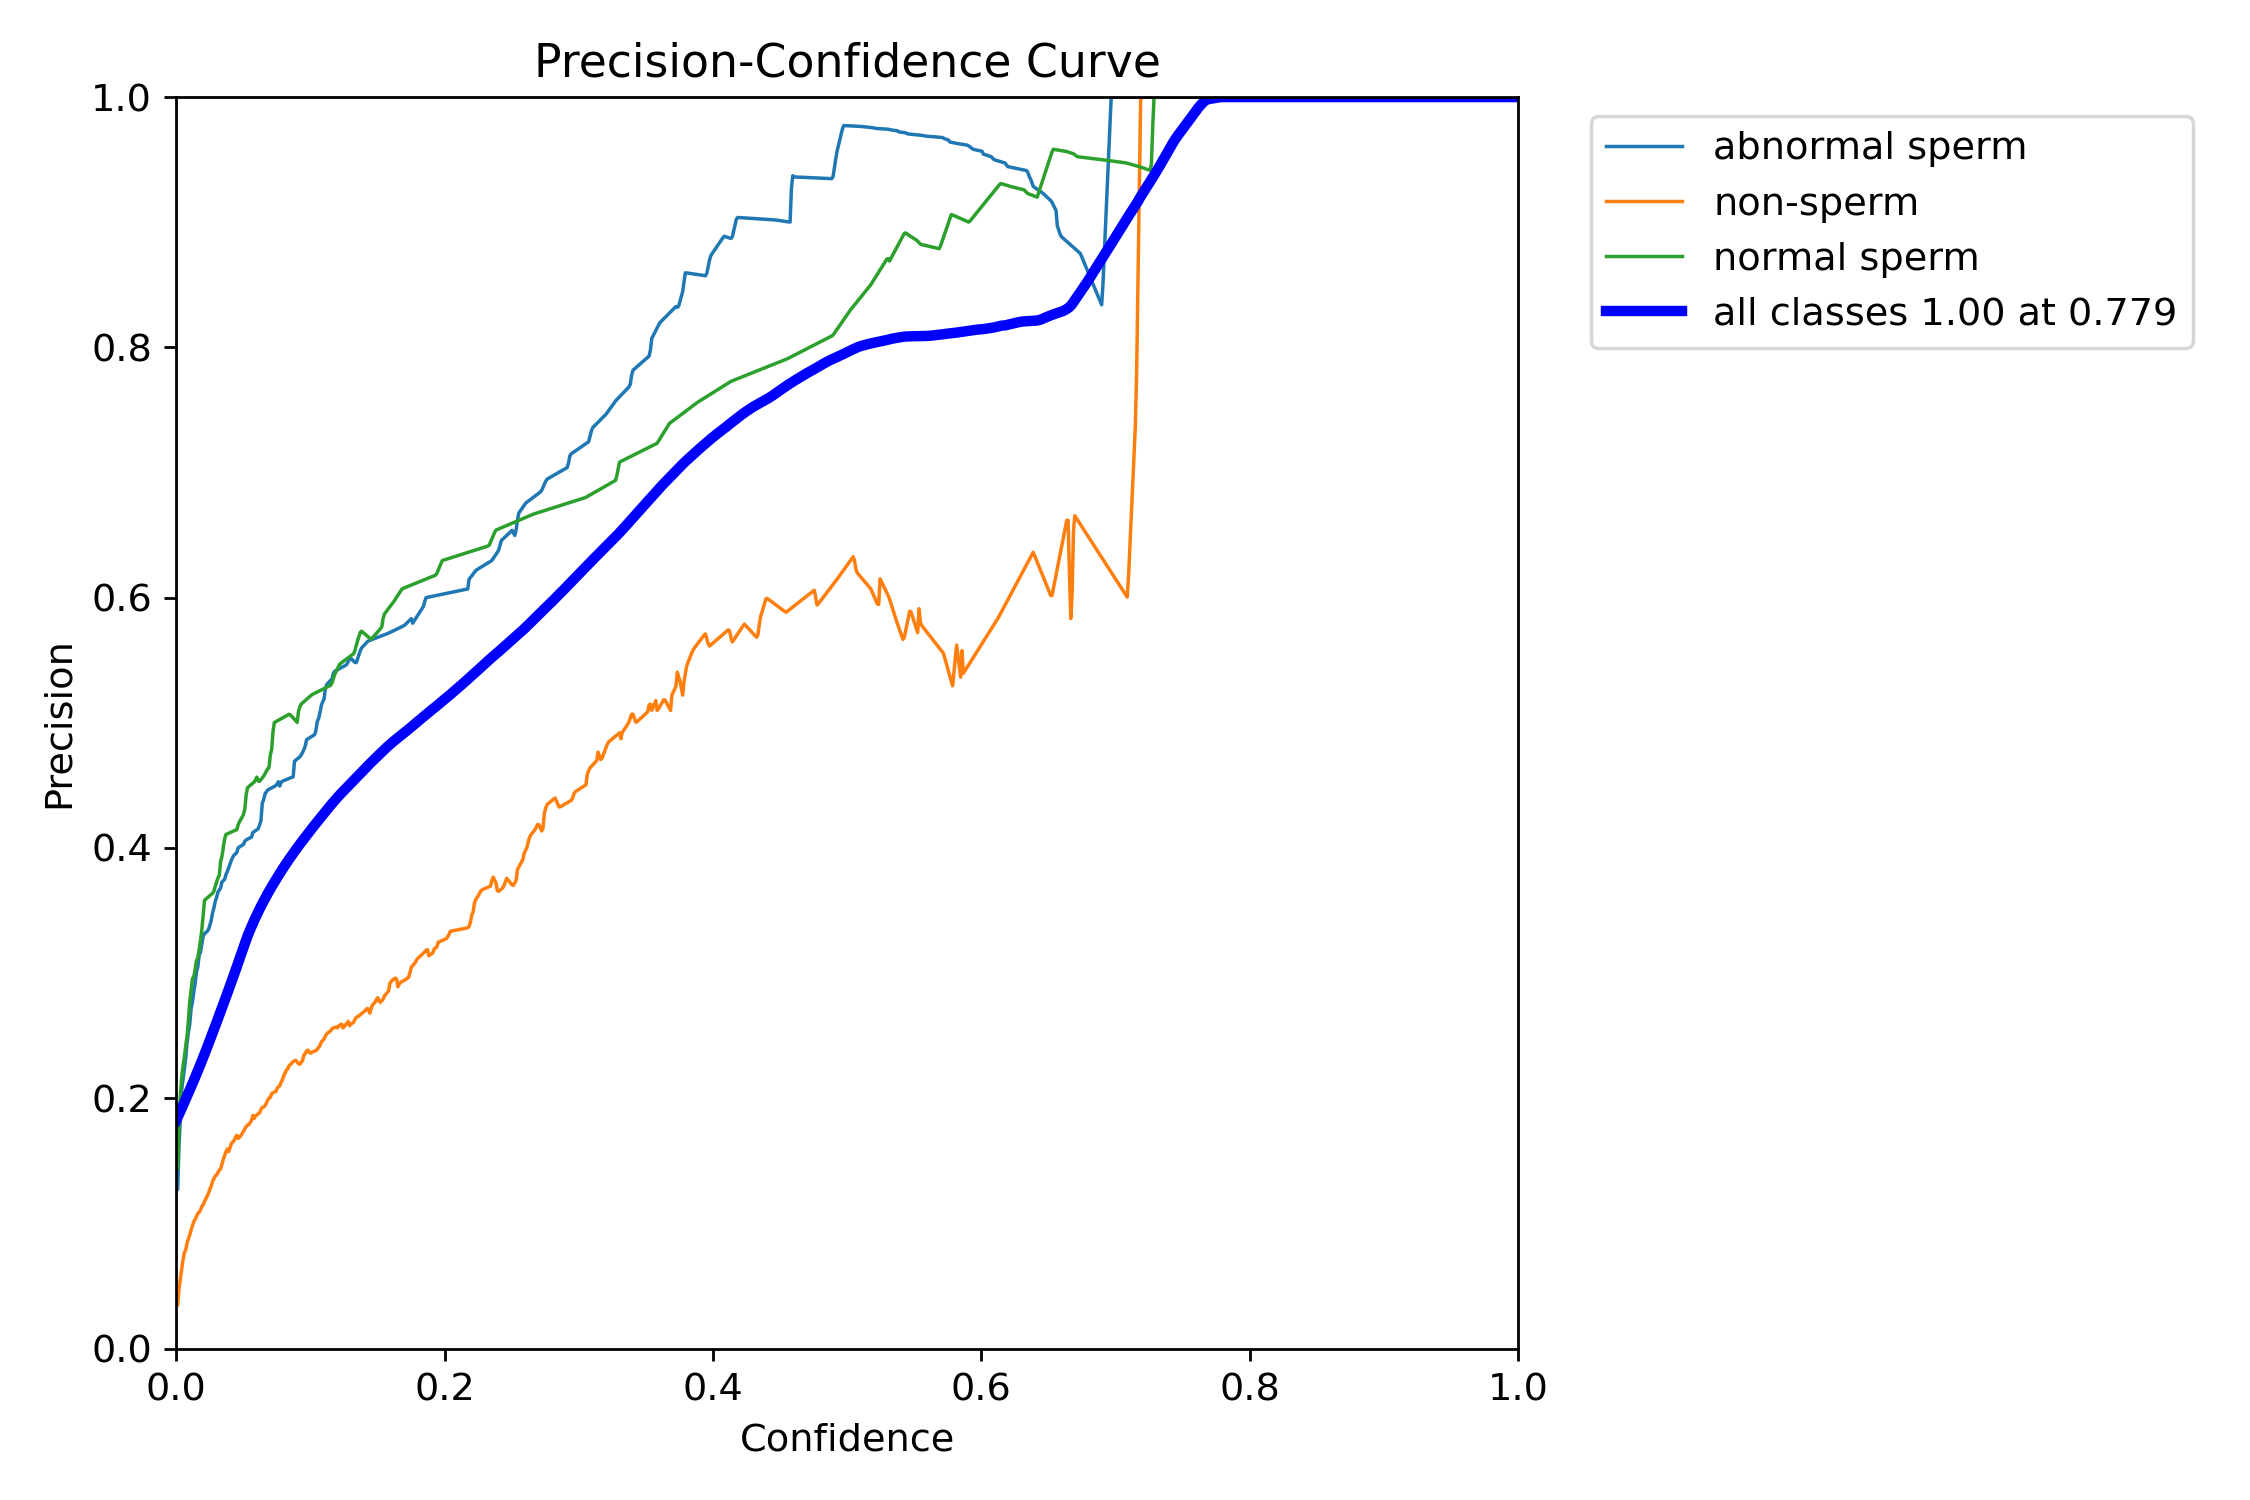 Precision-Confidence Curve
1.0
0.8
0.6
0.4
0.2
0.0
Precision
0.0 0.2 0.4 0.6 0.8 1.0
Confidence
abnormal sperm
non-sperm
normal sperm
all classes 1.00 at 0.779